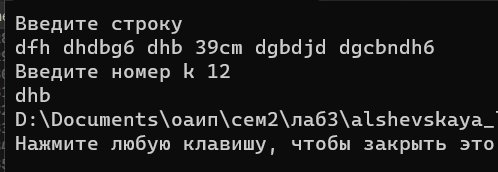 Введите строку
dfh dhdbg6 dhb 39cm dgbdjd dgcbndh6
Введите номер k 12
dhb
D:\Documents\оаип\сем2\лаб3\alshevskaya_
Нажмите любую клавишу, чтобы закрыть это